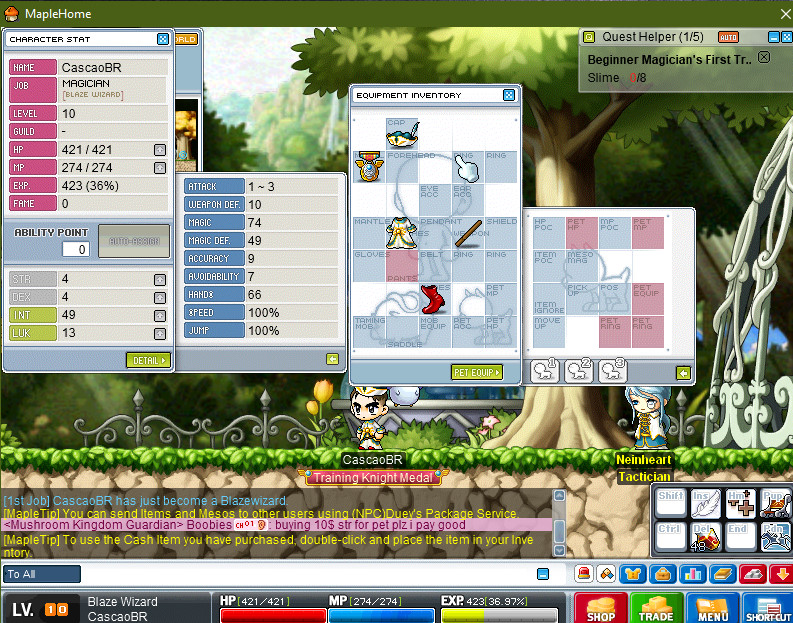 MapleHome
CHARACTER STAT
NAME CascaoBR
JOB MAGICIAN
[BLAZE WIZARD]
LEVEL 10
GUILD -
HP 421 / 421
MP 274 / 274
EXP. 423 (36%)
FAME 0
ABILITY POINT
0 AUTO-ASSIGN
STR 4
DEX 4
INT 49
LUK 13
DETAIL
ATTACK 1 ~ 3
WEAPON DEF. 10
MAGIC 74
MAGIC DEF. 49
ACCURACY 9
AVOIDABILITY 7
HANDS 66
SPEED 100%
JUMP 100%
EQUIPMENT INVENTORY
CAP
FOREHEAD RING RING
EYE ACC EAR ACC
MANTLE PENDANT SHIELD
WEAPON
GLOVES BELT RING RING
PANTS
PET MP
TAMING MOB MOB EQUIP PET ACC PET HP
SADDLE
PET EQUIP
HP POC PET HP MP POC PET MP
ITEM POC MESO MAG
ITEM IGNORE PICK UP POS PET EQUIP
MOVE UP PET RING PET RING
1 2 3
Quest Helper (1/5) AUTO
Beginner Magician's First Tr..
Slime 0/8
CascaoBR
Training Knight Medal
Neinheart
Tactician
[1st Job] CascaoBR has just become a Blazewizard.
[MapleTip] You can send Items and Mesos to other users using (NPC)Duey's Package Service.
<Mushroom Kingdom Guardian> Boobies CH 01 : buying 10$ str for pet plz i pay good
[MapleTip] To use the Cash Item you have purchased; double-click and place the item in your Inve
ntory.
To All
Shift Ins Hm Pup
Ctrl Del End Pdn
48
LV. 10 Blaze Wizard
CascaoBR
HP [421/421] MP [274/274] EXP 423[36.97%]
SHOP TRADE MENU SHORT CUT